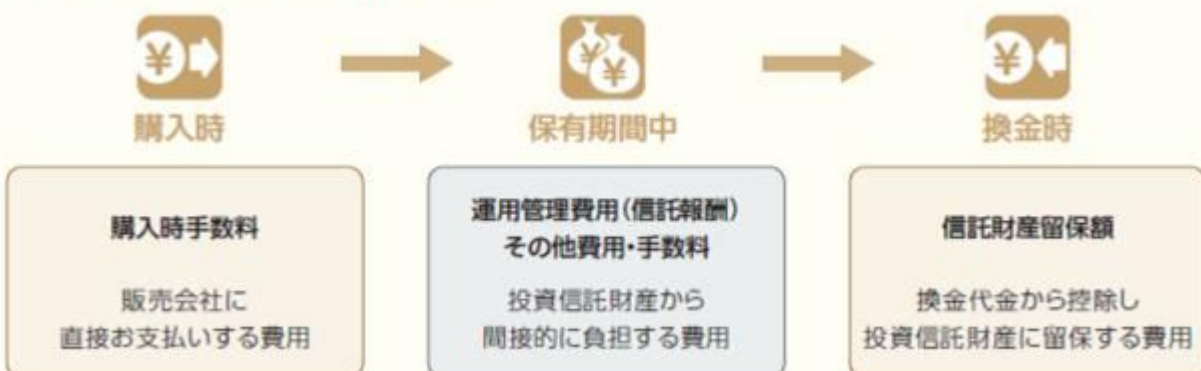 購入時
保有期間中
換金時
購入時手数料
販売会社に
直接お支払いする費用
運用管理費用(信託報酬)
その他費用・手数料
投資信託財産から
間接的に負担する費用
信託財産留保額
換金代金から控除し
投資信託財産に留保する費用